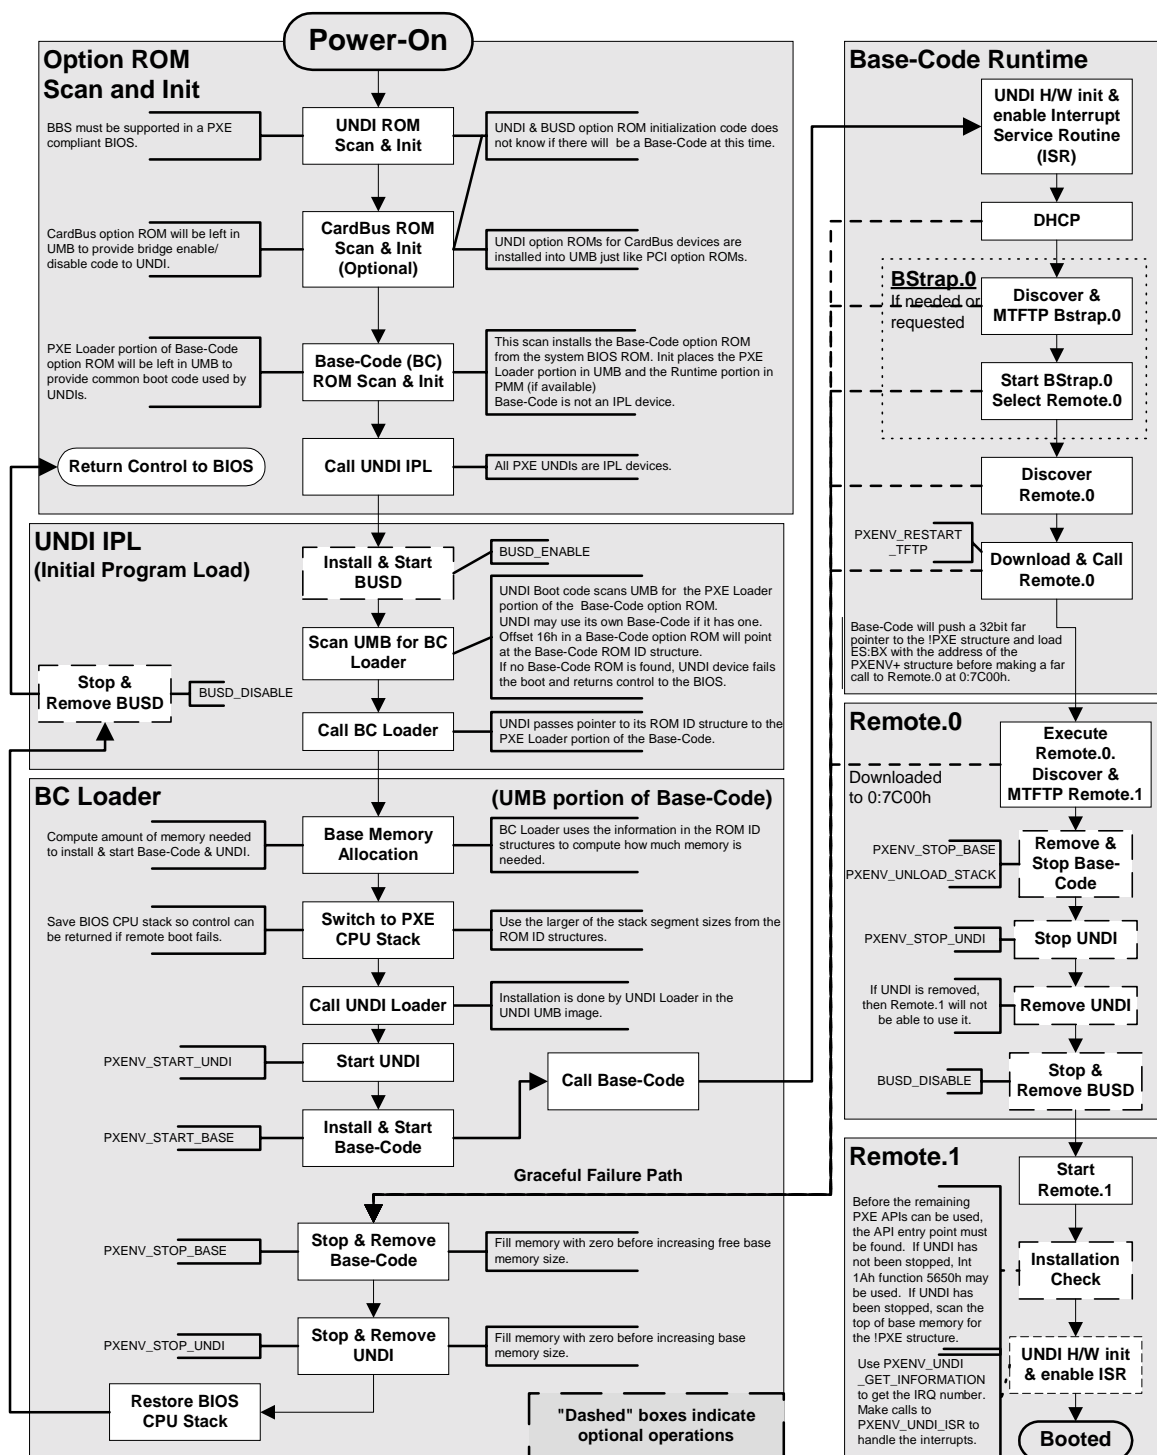 Power-On
Option ROM
Scan and Init
UNDI ROM
Scan & Init
BBS must be supported in a PXE
compliant BIOS.
UNDI & BUSD option ROM initialization code does
not know if there will be a Base-Code at this time.
CardBus ROM
Scan & Init
(Optional)
CardBus option ROM will be left in
UMB to provide bridge enable/
disable code to UNDI.
UNDI option ROMs for CardBus devices are
installed into UMB just like PCI option ROMs.
Base-Code (BC)
ROM Scan & Init
PXE Loader portion of Base-Code
option ROM will be left in UMB to
provide common boot code used by
UNDIs.
This scan installs the Base-Code option ROM
from the system BIOS ROM. Init places the PXE
Loader portion in UMB and the Runtime portion in
PMM (if available)
Base-Code is not an IPL device.
Return Control to BIOS
Call UNDI IPL
All PXE UNDIs are IPL devices.
UNDI IPL
(Initial Program Load)
Install & Start
BUSD
BUSD_ENABLE
Scan UMB for BC
Loader
UNDI Boot code scans UMB for the PXE Loader
portion of the Base-Code option ROM.
UNDI may use its own Base-Code if it has one.
Offset 16h in a Base-Code option ROM will point
at the Base-Code ROM ID structure.
If no Base-Code ROM is found, UNDI device fails
the boot and returns control to the BIOS.
Stop &
Remove BUSD
BUSD_DISABLE
Call BC Loader
UNDI passes pointer to its ROM ID structure to the
PXE Loader portion of the Base-Code.
BC Loader
(UMB portion of Base-Code)
Compute amount of memory needed
to install & start Base-Code & UNDI.
Base Memory
Allocation
BC Loader uses the information in the ROM ID
structures to compute how much memory is
needed.
Save BIOS CPU stack so control can
be returned if remote boot fails.
Switch to PXE
CPU Stack
Use the larger of the stack segment sizes from the
ROM ID structures.
Call UNDI Loader
Installation is done by UNDI Loader in the
UNDI UMB image.
PXENV_START_UNDI
Start UNDI
Call Base-Code
PXENV_START_BASE
Install & Start
Base-Code
Graceful Failure Path
PXENV_STOP_BASE
Stop & Remove
Base-Code
Fill memory with zero before increasing free base
memory size.
PXENV_STOP_UNDI
Stop & Remove
UNDI
Fill memory with zero before increasing base
memory size.
Restore BIOS
CPU Stack
"Dashed" boxes indicate
optional operations
Base-Code Runtime
UNDI H/W init &
enable Interrupt
Service Routine
(ISR)
DHCP
BStrap.0
If needed or
requested
Discover &
MTFTP Bstrap.0
Start BStrap.0
Select Remote.0
Discover
Remote.0
PXENV_RESTART
_TFTP
Download & Call
Remote.0
Base-Code will push a 32bit far
pointer to the !PXE structure and load
ES:BX with the address of the
PXENV+ structure before making a far
call to Remote.0 at 0:7C00h.
Remote.0
Downloaded
to 0:7C00h
Execute
Remote.0.
Discover &
MTFTP Remote.1
PXENV_STOP_BASE
PXENV_UNLOAD_STACK
Remove &
Stop Base-
Code
PXENV_STOP_UNDI
Stop UNDI
If UNDI is removed,
then Remote.1 will not
be able to use it.
Remove UNDI
BUSD_DISABLE
Stop &
Remove BUSD
Remote.1
Start
Remote.1
Before the remaining
PXE APIs can be used,
the API entry point must
be found. If UNDI has
not been stopped, Int
1Ah function 5650h may
be used. If UNDI has
been stopped, scan the
top of base memory for
the !PXE structure.
Installation
Check
UNDI H/W init
& enable ISR
Use PXENV_UNDI
_GET_INFORMATION
to get the IRQ number.
Make calls to
PXENV_UNDI_ISR to
handle the interrupts.
Booted